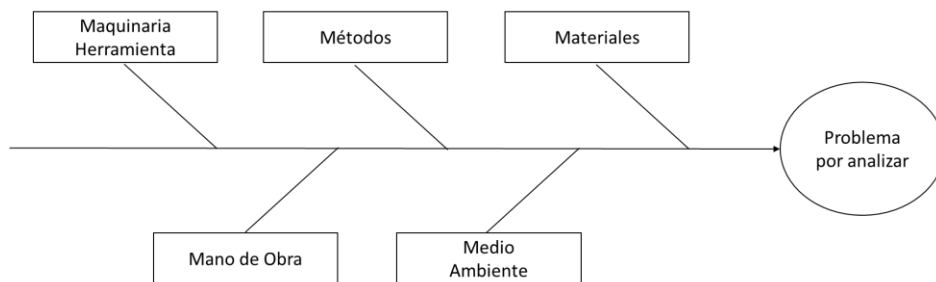 Maquinaria
Herramienta
Métodos
Materiales
Problema
por analizar
Mano de Obra
Medio
Ambiente